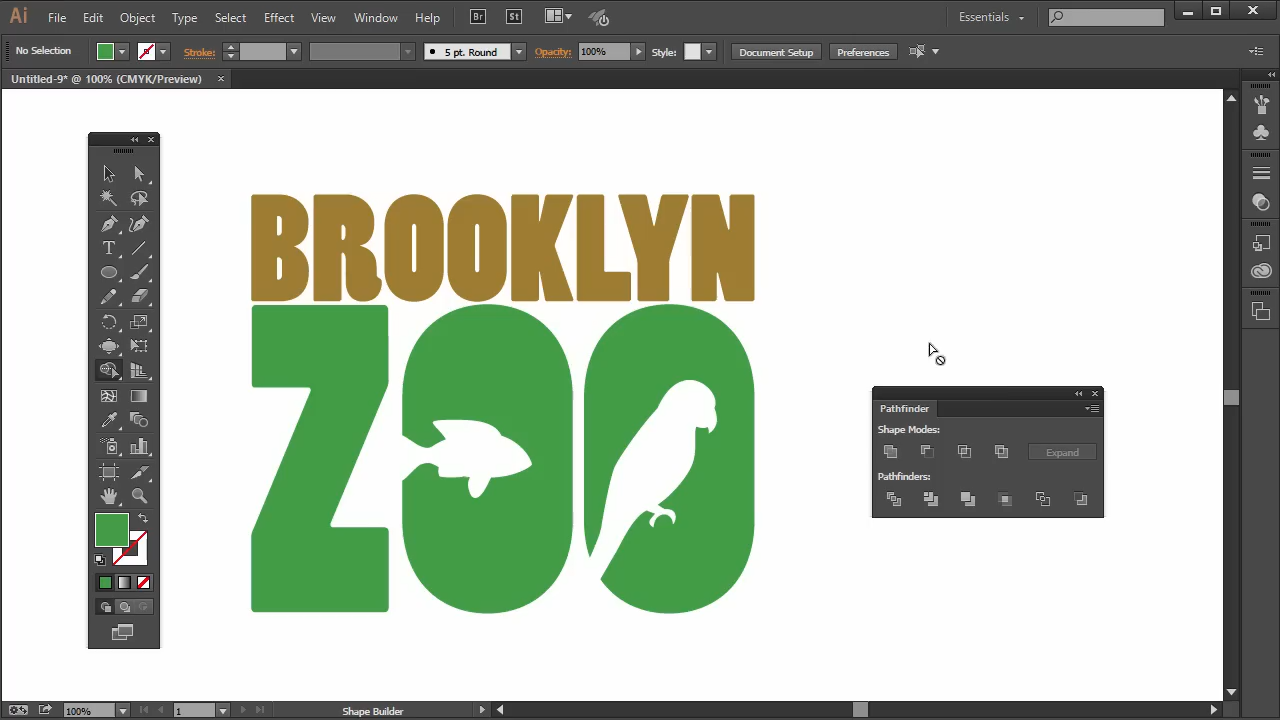 Ai File Edit Object Type Select Effect View Window Help Br St Essentials
No Selection Stroke: 5 pt. Round Opacity: 100% Style: Document Setup Preferences
Untitled-9* @ 100% (CMYK/Preview)
BROOKLYN
ZOO
Pathfinder
Shape Modes:
Expand
Pathfinders:
100% 1 Shape Builder